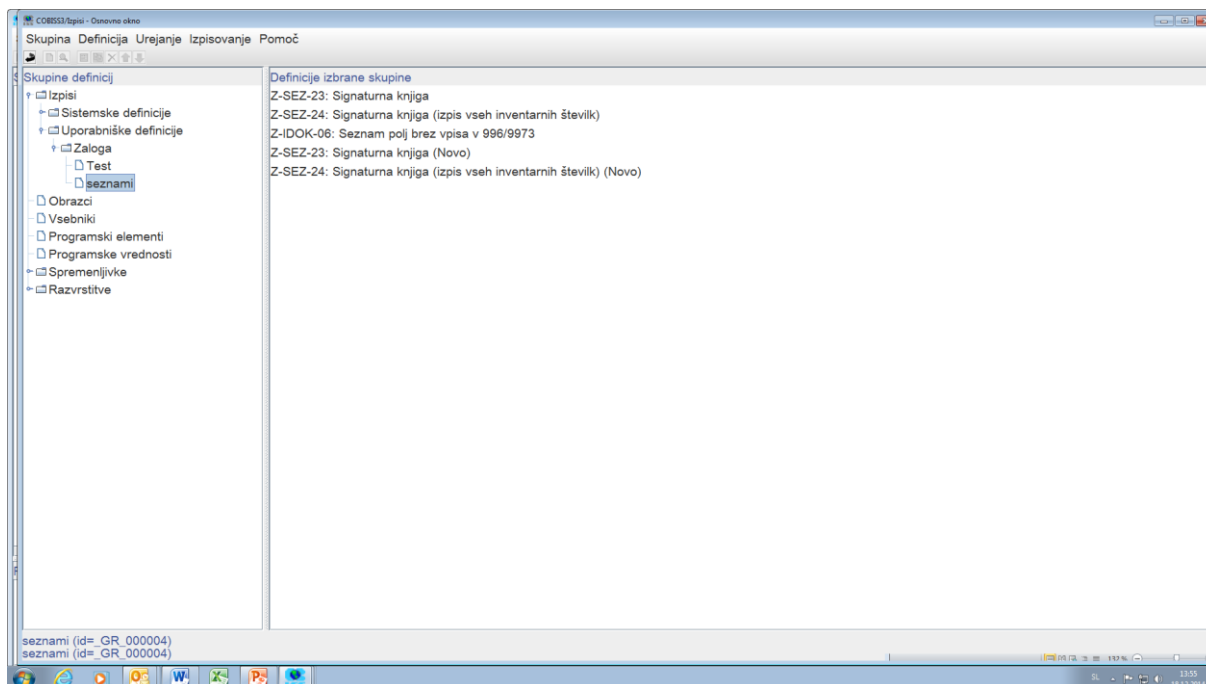 COBISS3/Izpisi - Osnovno okno
Skupina Definicija Urejanje Izpisovanje Pomoč
Skupine definicij
Izpisi
Sistemske definicije
Uporabniške definicije
Zaloga
Test
seznami
Obrazci
Vsebniki
Programski elementi
Programske vrednosti
Spremenljivke
Razvrstitve
Definicije izbrane skupine
Z-SEZ-23: Signaturna knjiga
Z-SEZ-24: Signaturna knjiga (izpis vseh inventarnih številk)
Z-IDOK-06: Seznam polj brez vpisa v 996/9973
Z-SEZ-23: Signaturna knjiga (Novo)
Z-SEZ-24: Signaturna knjiga (izpis vseh inventarnih številk) (Novo)
seznami (id=_GR_000004)
seznami (id=_GR_000004)
SL
13:55